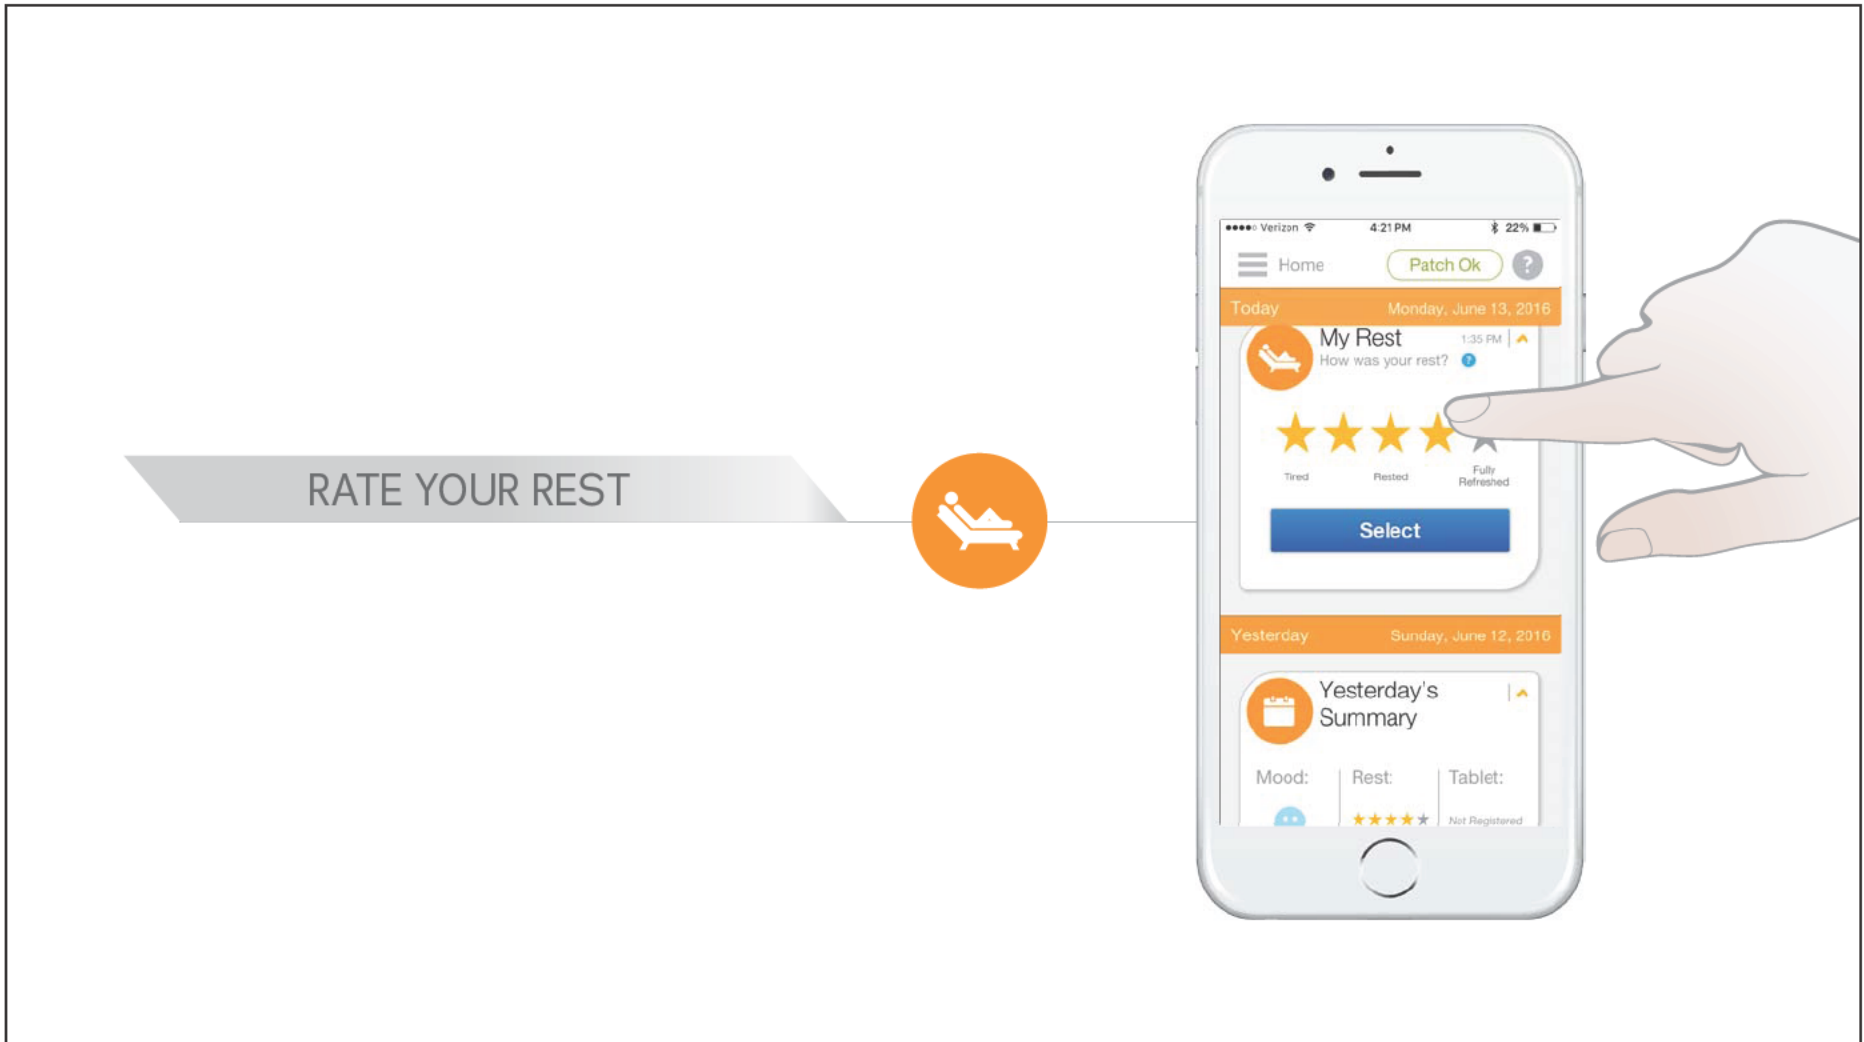 RATE YOUR REST
Verizon 4:21 PM 22%
Home Patch Ok ?
Today Monday, June 13, 2016
My Rest 1:35 PM
How was your rest? ?
Tired Rested Fully Refreshed
Select
Yesterday Sunday, June 12, 2016
Yesterday's
Summary
Mood: Rest: Tablet:
Not Registered